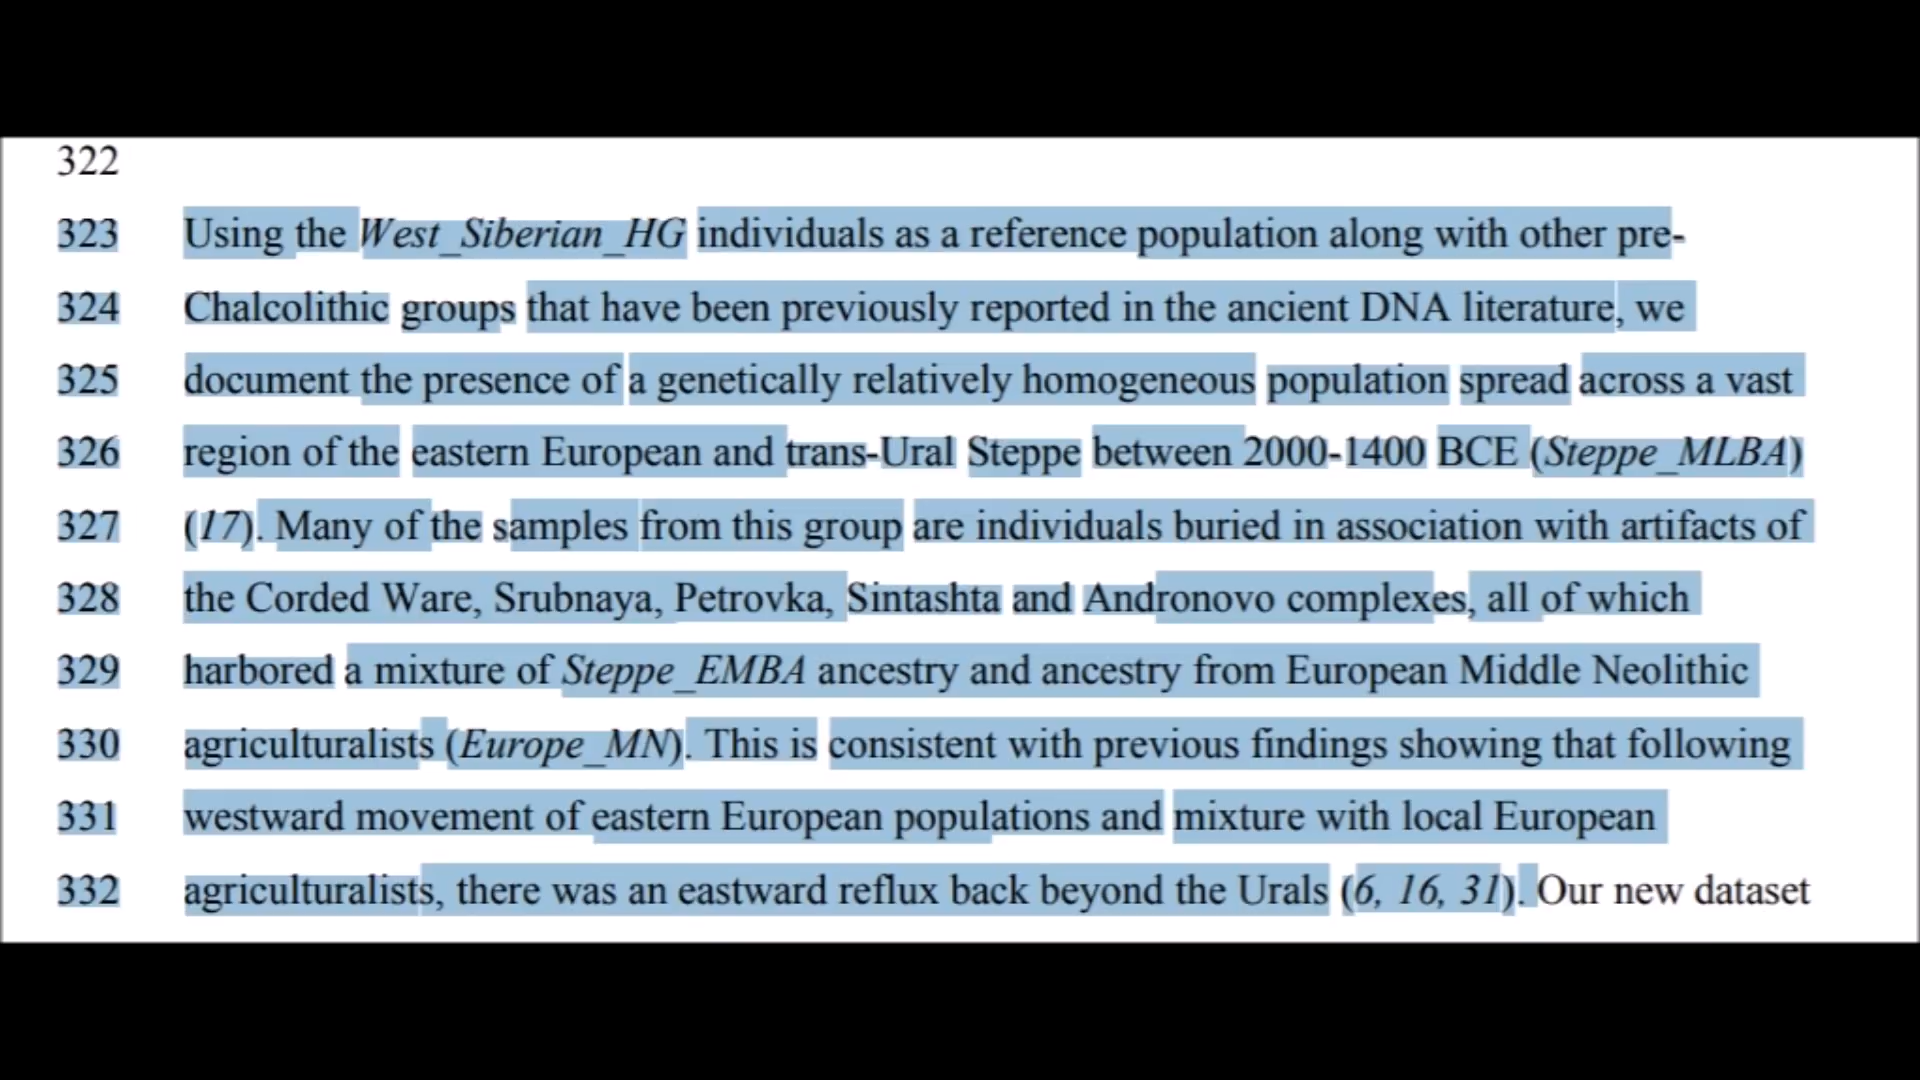 322
323 Using the West_Siberian_HG individuals as a reference population along with other pre-
324 Chalcolithic groups that have been previously reported in the ancient DNA literature, we
325 document the presence of a genetically relatively homogeneous population spread across a vast
326 region of the eastern European and trans-Ural Steppe between 2000-1400 BCE (Steppe_MLBA)
327 (17). Many of the samples from this group are individuals buried in association with artifacts of
328 the Corded Ware, Srubnaya, Petrovka, Sintashta and Andronovo complexes, all of which
329 harbored a mixture of Steppe_EMBA ancestry and ancestry from European Middle Neolithic
330 agriculturalists (Europe_MN). This is consistent with previous findings showing that following
331 westward movement of eastern European populations and mixture with local European
332 agriculturalists, there was an eastward reflux back beyond the Urals (6, 16, 31). Our new dataset